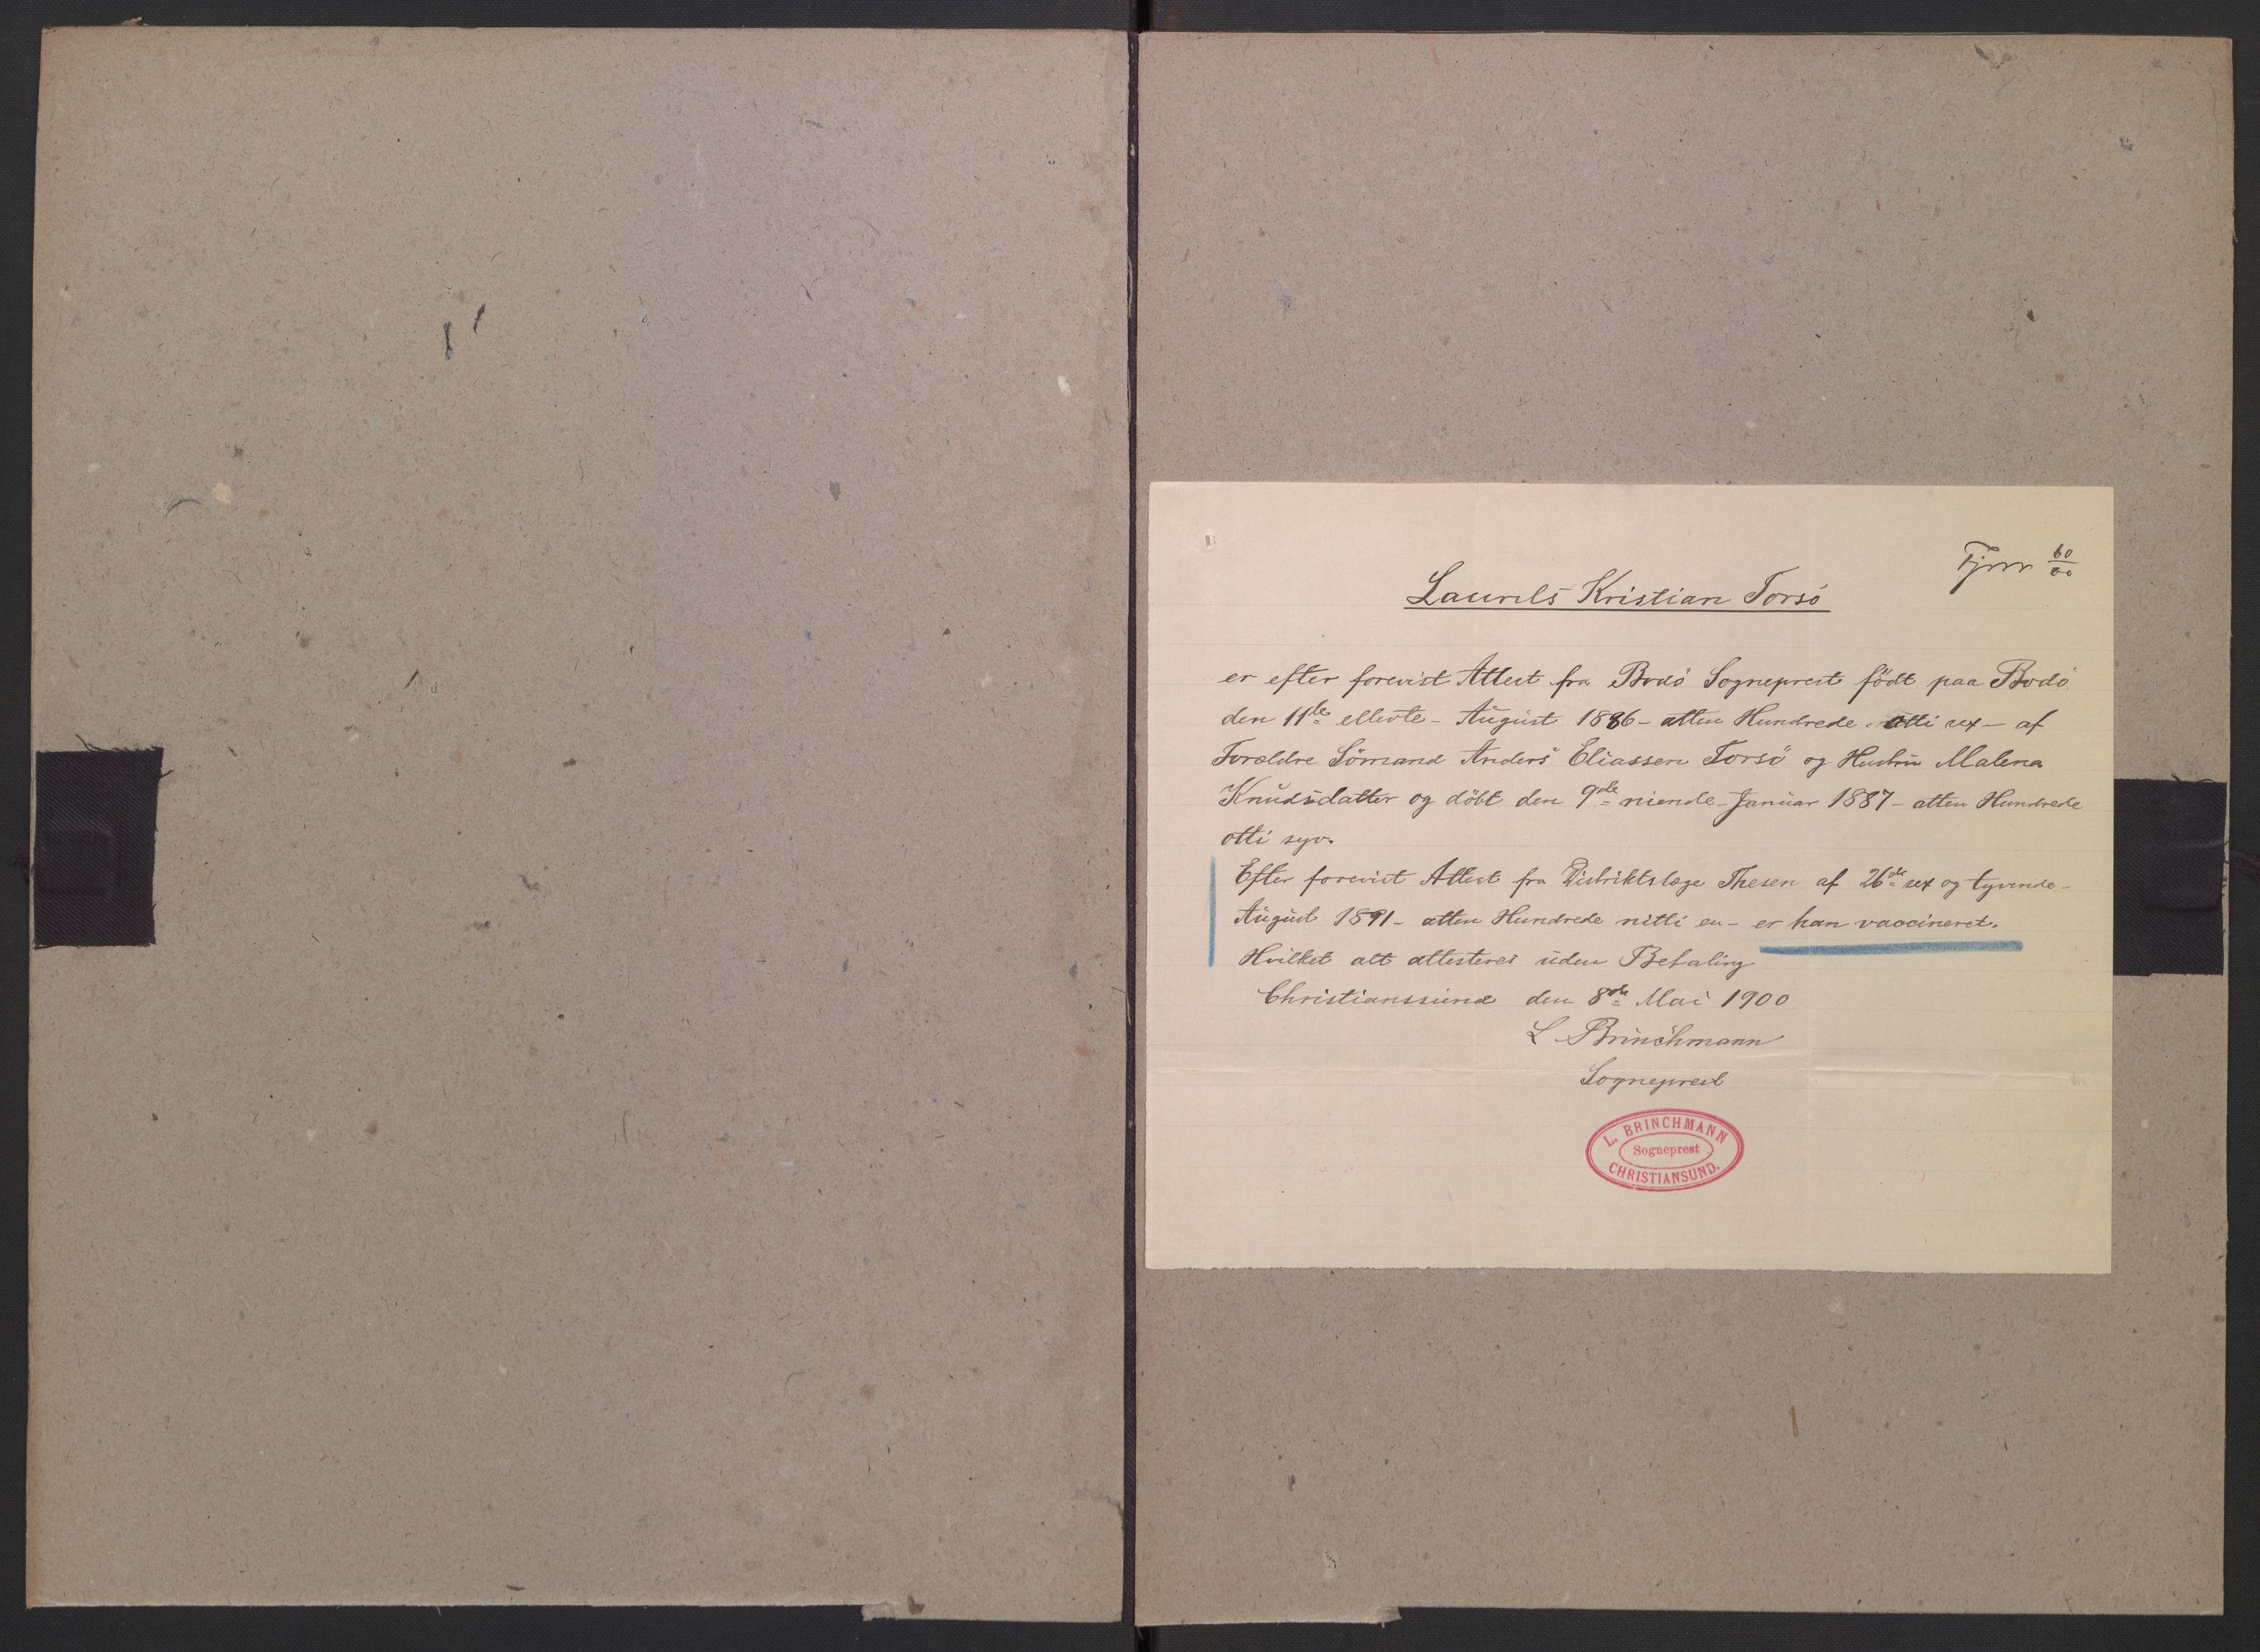 60
00
Laurits Kristian Torsö
er efter forevist Attest fra Bodö Sogneprest födt paa Bodö
den 11te ellevte - August 1886 - atten Hundrede otti sex - af
Forældre Sömand Anders Eliassen Torsö og Hustru Malena
Knudsdatter og döbt den 9de niende - Januar 1887 - atten Hundrede
otti syv.
Efter forevist Attest fra Distriktslæge Thesen af 26de sex og tyvende -
August 1891 - atten Hundrede nitti en - er han vaccineret.
Hvilket alt attesteres uden Betaling
Christianssund den 8de Mai 1900
L Brinchmann
Sogneprest
L. BRINCHMANN
Sogneprest
CHRISTIANSUND.